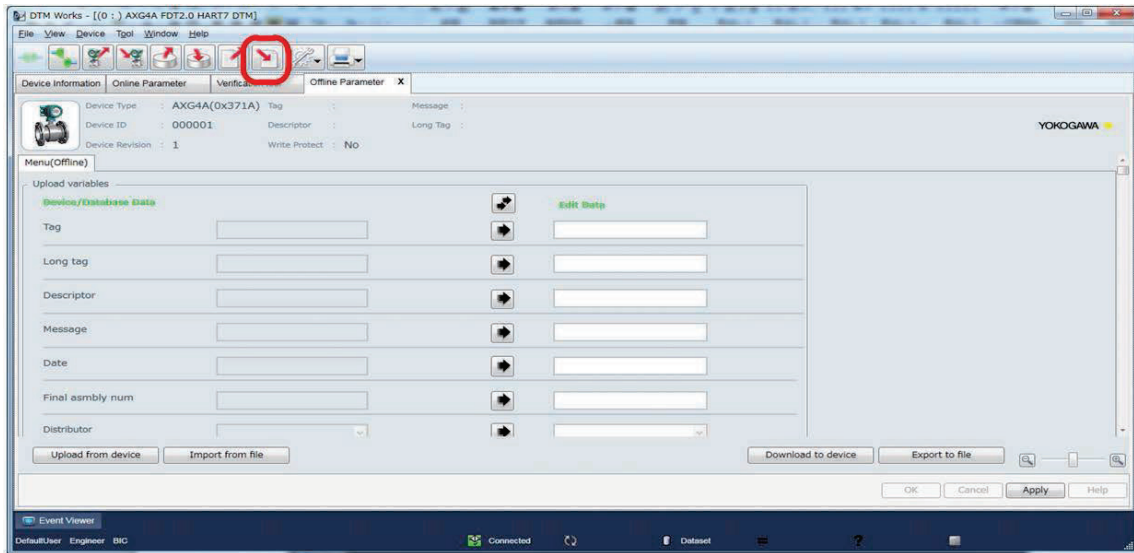 DTM Works - [(0 : ) AXG4A FDT2.0 HART7 DTM]
File View Device Tool Window Help
Device Information Online Parameter Verification Offline Parameter X
Device Type : AXG4A(0x371A) Tag : Message :
Device ID : 000001 Descriptor : Long Tag :
YOKOGAWA
Device Revision : 1 Write Protect : No
Menu(Offline)
Upload variables
Device/Database Data Edit Data
Tag
Long tag
Descriptor
Message
Date
Final asmbly num
Distributor
Upload from device Import from file Download to device Export to file
OK Cancel Apply Help
Event Viewer
DefaultUser Engineer BIC Connected Dataset ?